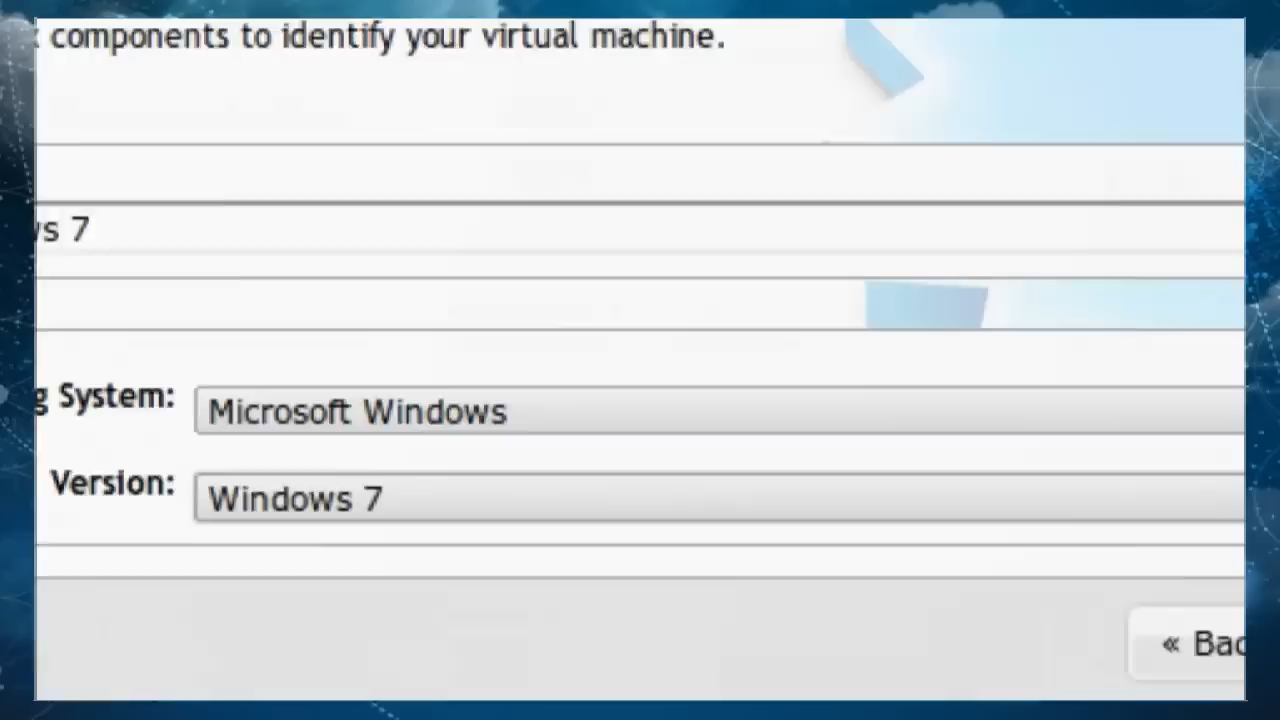 components to identify your virtual machine.
s 7
g System:
Microsoft Windows
Version:
Windows 7
« Bac